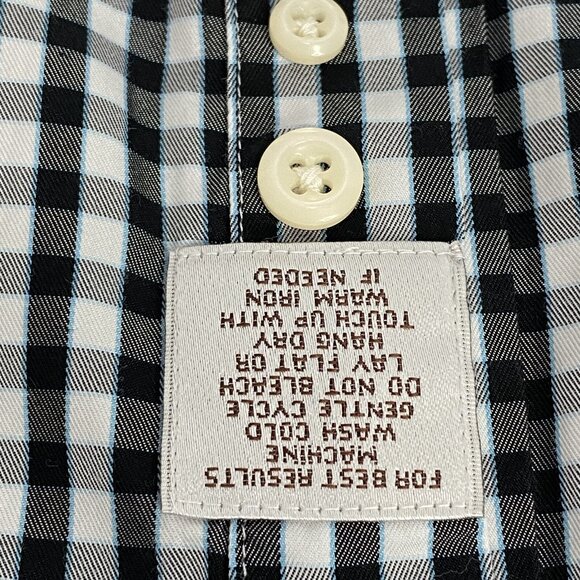 FOR BEST RESULTS
MACHINE
WASH COLD
GENTLE CYCLE
DO NOT BLEACH
LAY FLAT OR
HANG DRY
TOUCH UP WITH
WARM IRON
IF NEEDED